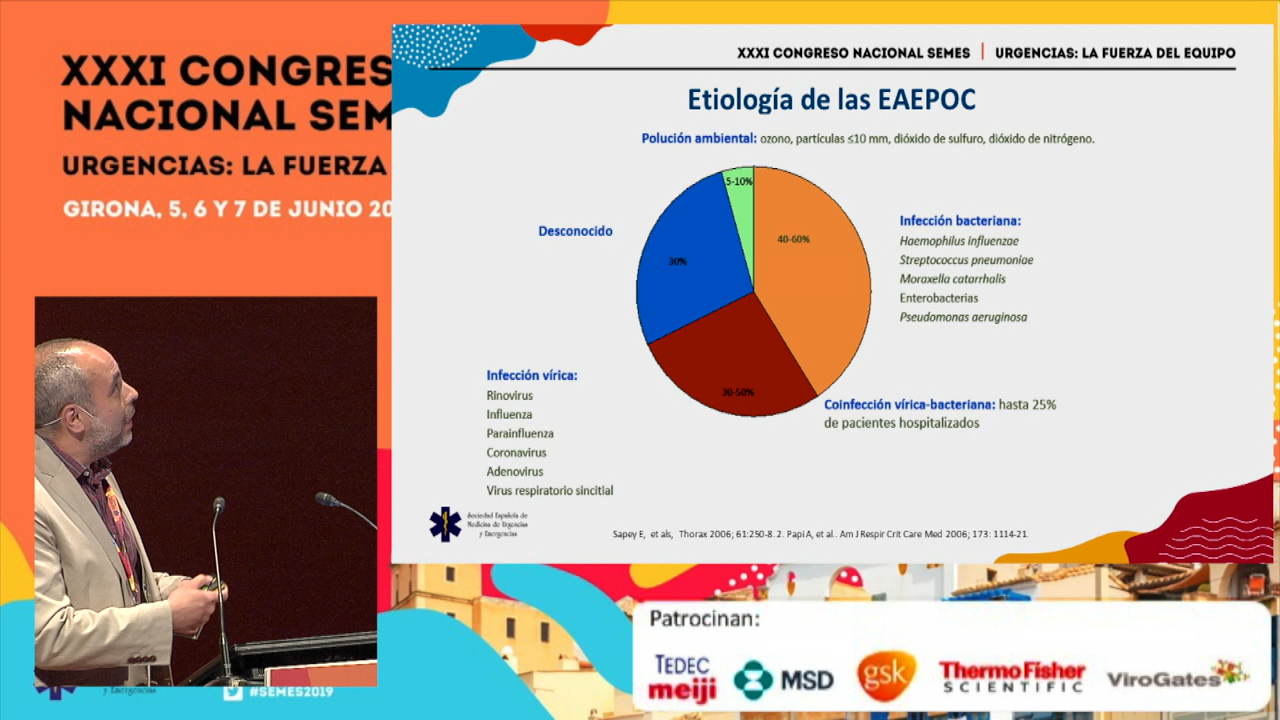 XXXI CONGRES
NACIONAL SEM
URGENCIAS: LA FUERZA
GIRONA, 5, 6 Y 7 DE JUNIO 20
XXXI CONGRESO NACIONAL SEMES | URGENCIAS: LA FUERZA DEL EQUIPO
Etiología de las EAEPOC
Polución ambiental: ozono, partículas ≤10 mm, dióxido de sulfuro, dióxido de nitrógeno.
5-10%
40-60%
30%
30-50%
Desconocido
Infección bacteriana:
Haemophilus influenzae
Streptococcus pneumoniae
Moraxella catarrhalis
Enterobacterias
Pseudomonas aeruginosa
Infección vírica:
Rinovirus
Influenza
Parainfluenza
Coronavirus
Adenovirus
Virus respiratorio sincitial
Coinfección vírica-bacteriana: hasta 25%
de pacientes hospitalizados
Sociedad Española de
Medicina de Urgencias
y Emergencias
Sapey E, et als, Thorax 2006; 61:250-8. 2. Papi A, et al.. Am J Respir Crit Care Med 2006; 173: 1114-21.
y Emergencias
#SEMES2019
Patrocinan:
TEDEC
meiji
MSD
gsk
ThermoFisher
SCIENTIFIC
ViroGates